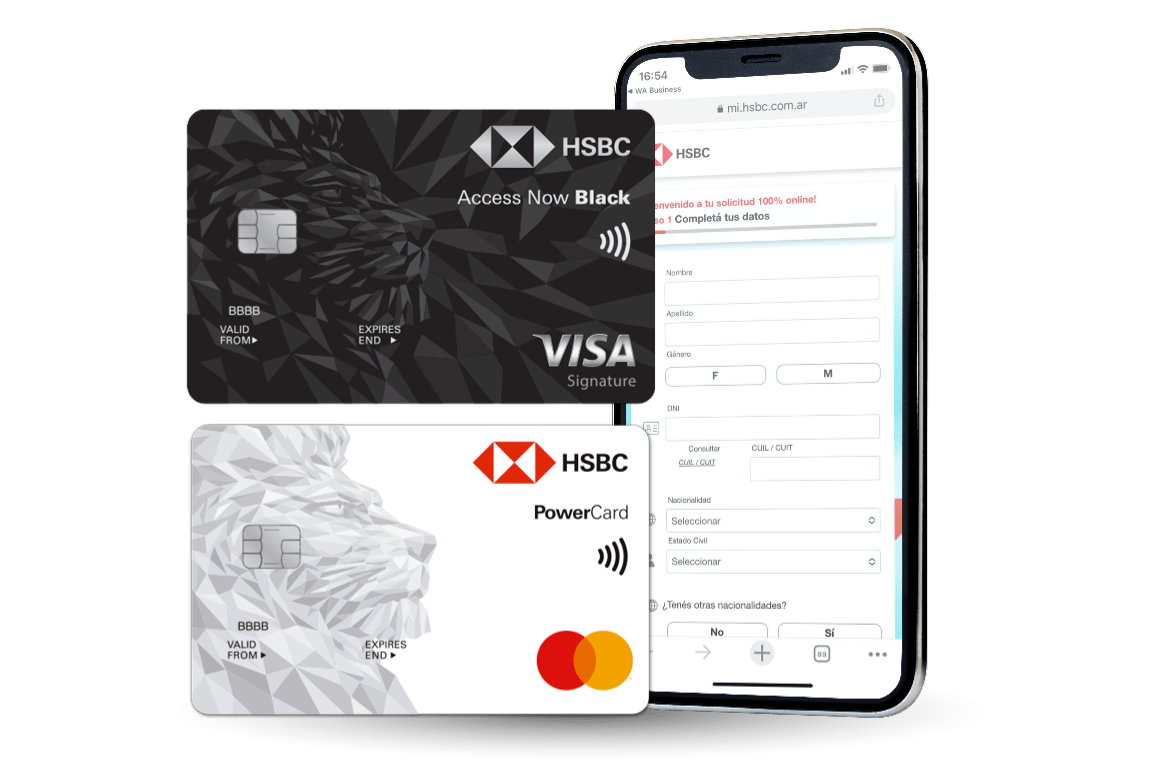 HSBC
Access Now Black
BBBB
VALID
FROM
EXPIRES
END
VISA
Signature
HSBC
PowerCard
BBBB
VALID
FROM
EXPIRES
END
16:54
WA Business
mi.hsbc.com.ar
HSBC
envenido a tu solicitud 100% online!
so 1 Completá tus datos
Nombre
Apellido
Género
F M
DNI
Consultar CUIL / CUIT
CUIL / CUIT
Nacionalidad
Seleccionar
Estado Civil
Seleccionar
¿Tenés otras nacionalidades?
No Sí
89